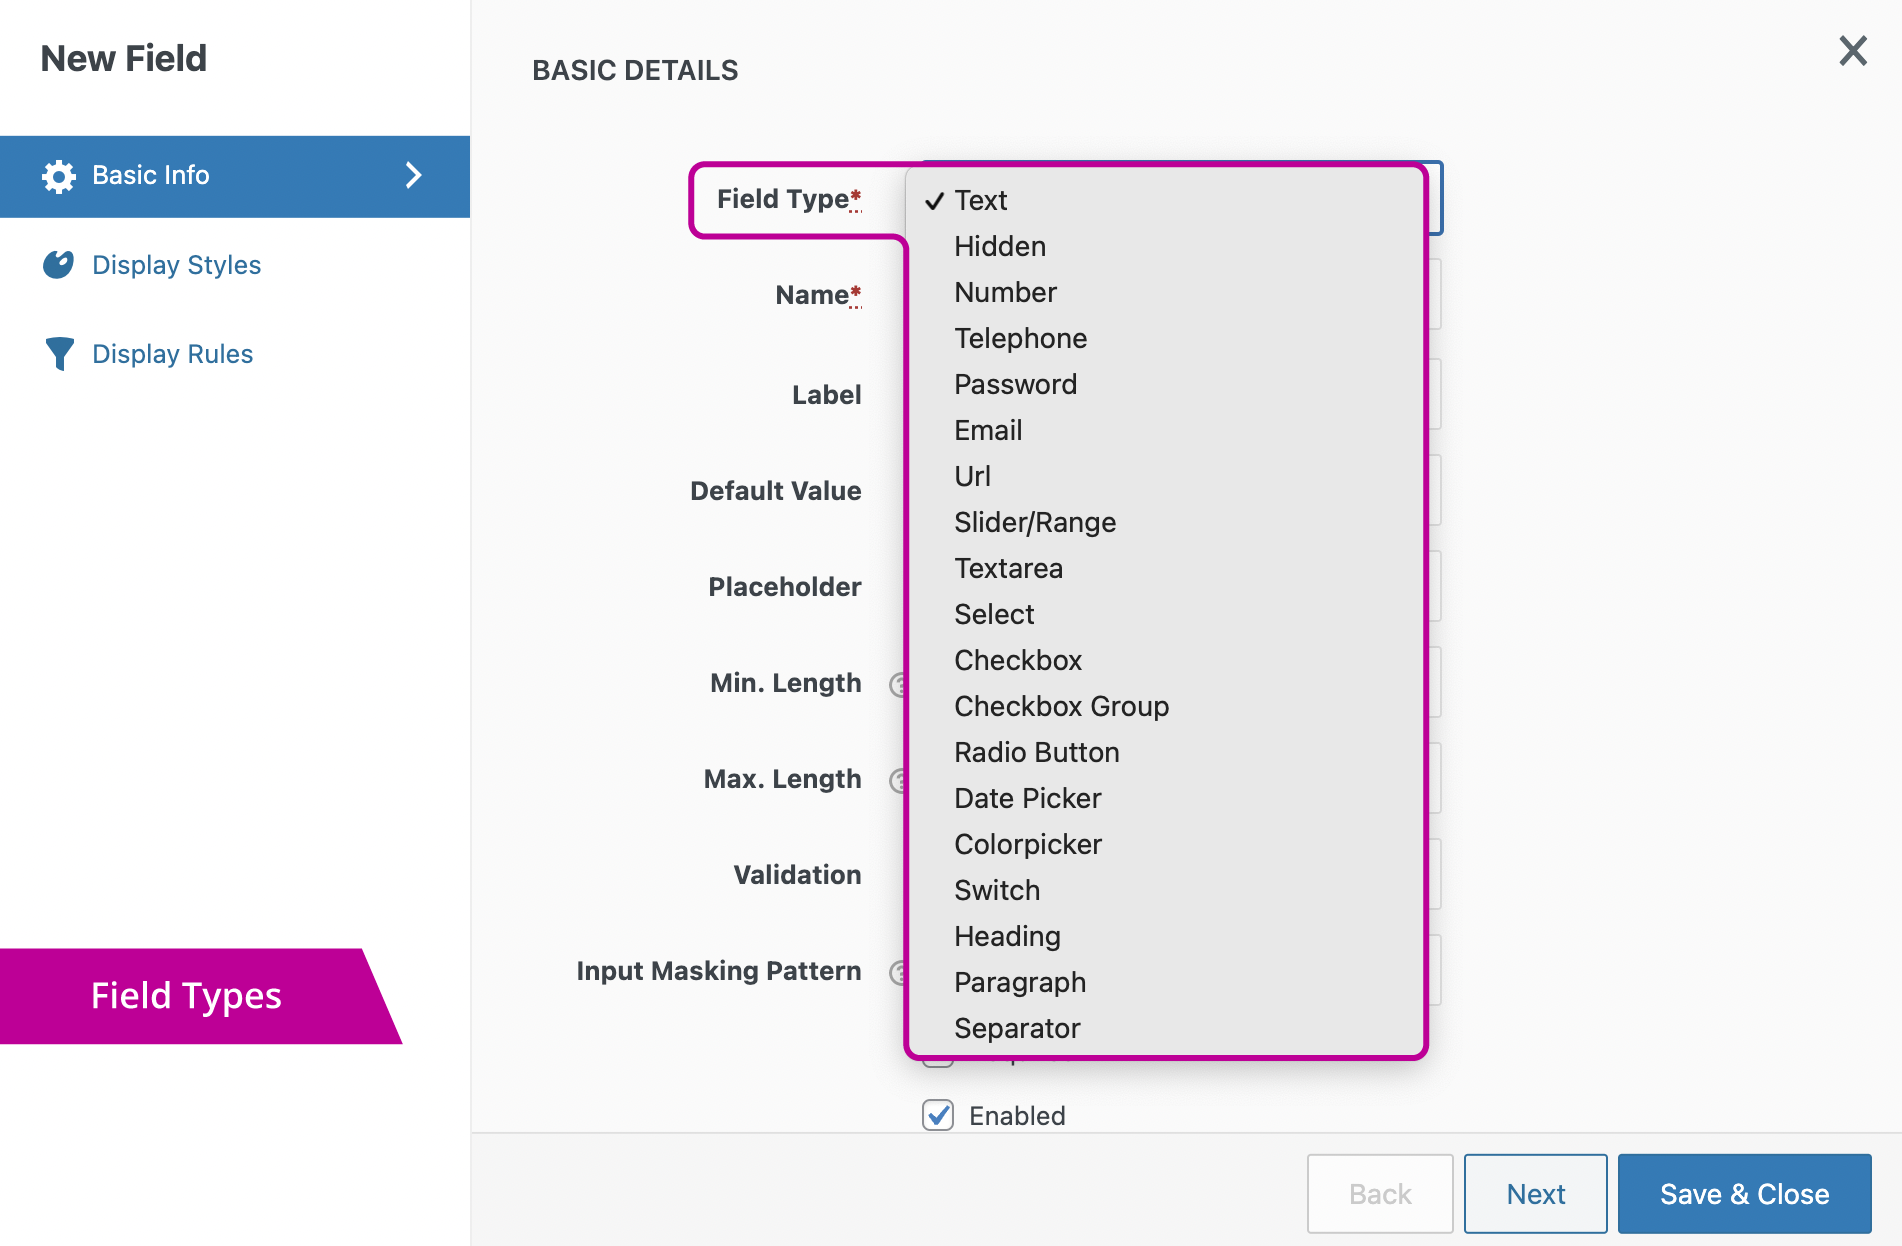 New Field
Basic Info
Display Styles
Display Rules
Field Types
BASIC DETAILS
Field Type*
Text
Hidden
Number
Telephone
Password
Email
Url
Slider/Range
Textarea
Select
Checkbox
Checkbox Group
Radio Button
Date Picker
Colorpicker
Switch
Heading
Paragraph
Separator
Name*
Label
Default Value
Placeholder
Min. Length
Max. Length
Validation
Input Masking Pattern
Enabled
Back
Next
Save & Close